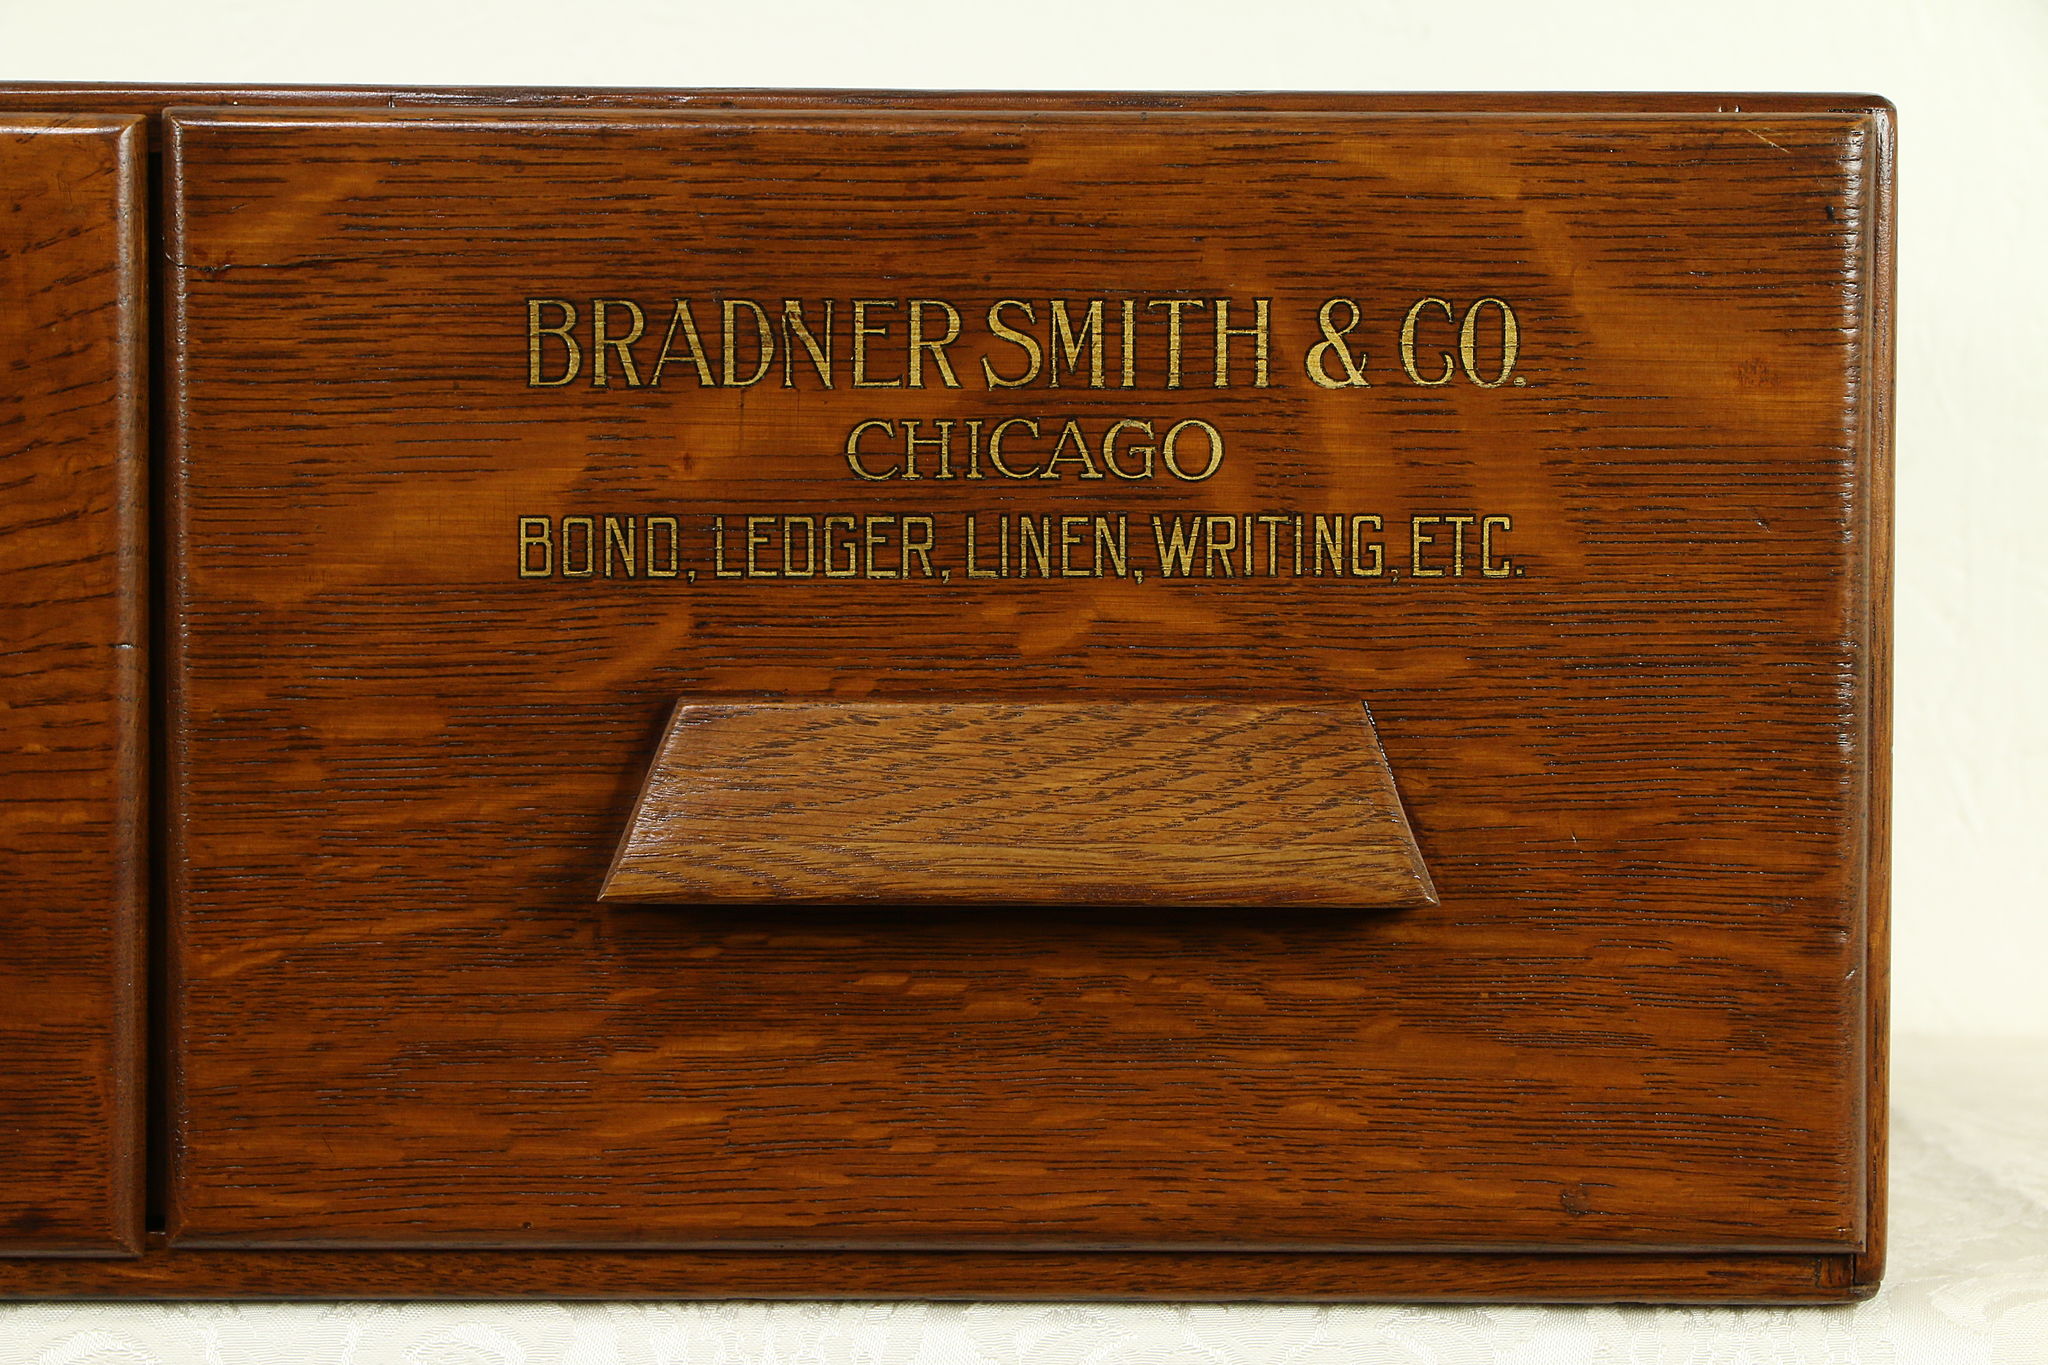 BRADNER SMITH & CO.
CHICAGO
BOND, LEDGER, LINEN, WRITING, ETC.